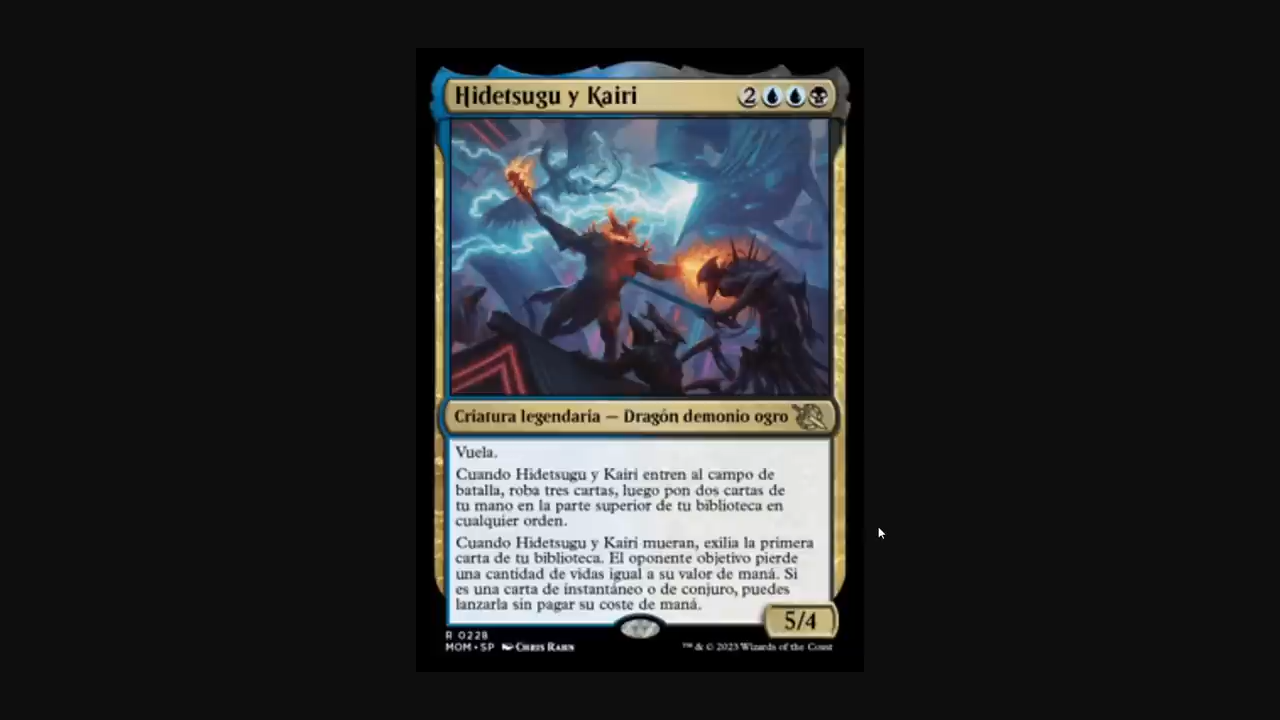 Hidetsugu y Kairi
2
Criatura legendaria — Dragón demonio ogro
Vuela.
Cuando Hidetsugu y Kairi entren al campo de
batalla, roba tres cartas, luego pon dos cartas de
tu mano en la parte superior de tu biblioteca en
cualquier orden.
Cuando Hidetsugu y Kairi mueran, exilia la primera
carta de tu biblioteca. El oponente objetivo pierde
una cantidad de vidas igual a su valor de maná. Si
es una carta de instantáneo o de conjuro, puedes
lanzarla sin pagar su coste de maná.
5/4
R 0228
MOM • SP Chris Rahn
™ & © 2023 Wizards of the Coast